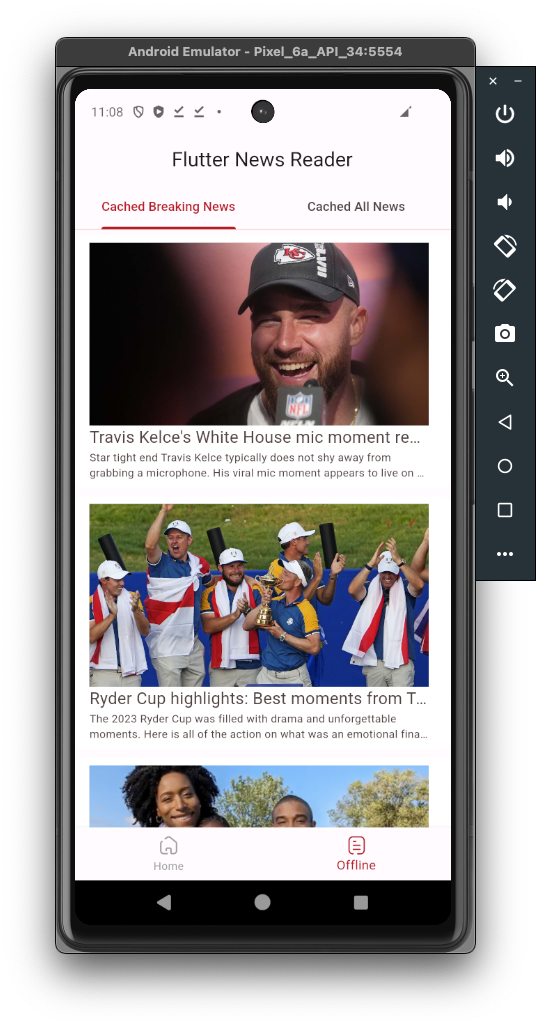 Android Emulator - Pixel_6a_API_34:5554
11:08
Flutter News Reader
Cached Breaking News
Cached All News
KC
NFL
Travis Kelce's White House mic moment re…
Star tight end Travis Kelce typically does not shy away from
grabbing a microphone. His viral mic moment appears to live on …
Ryder Cup highlights: Best moments from T…
The 2023 Ryder Cup was filled with drama and unforgettable
moments. Here is all of the action on what was an emotional fina…
Home
Offline